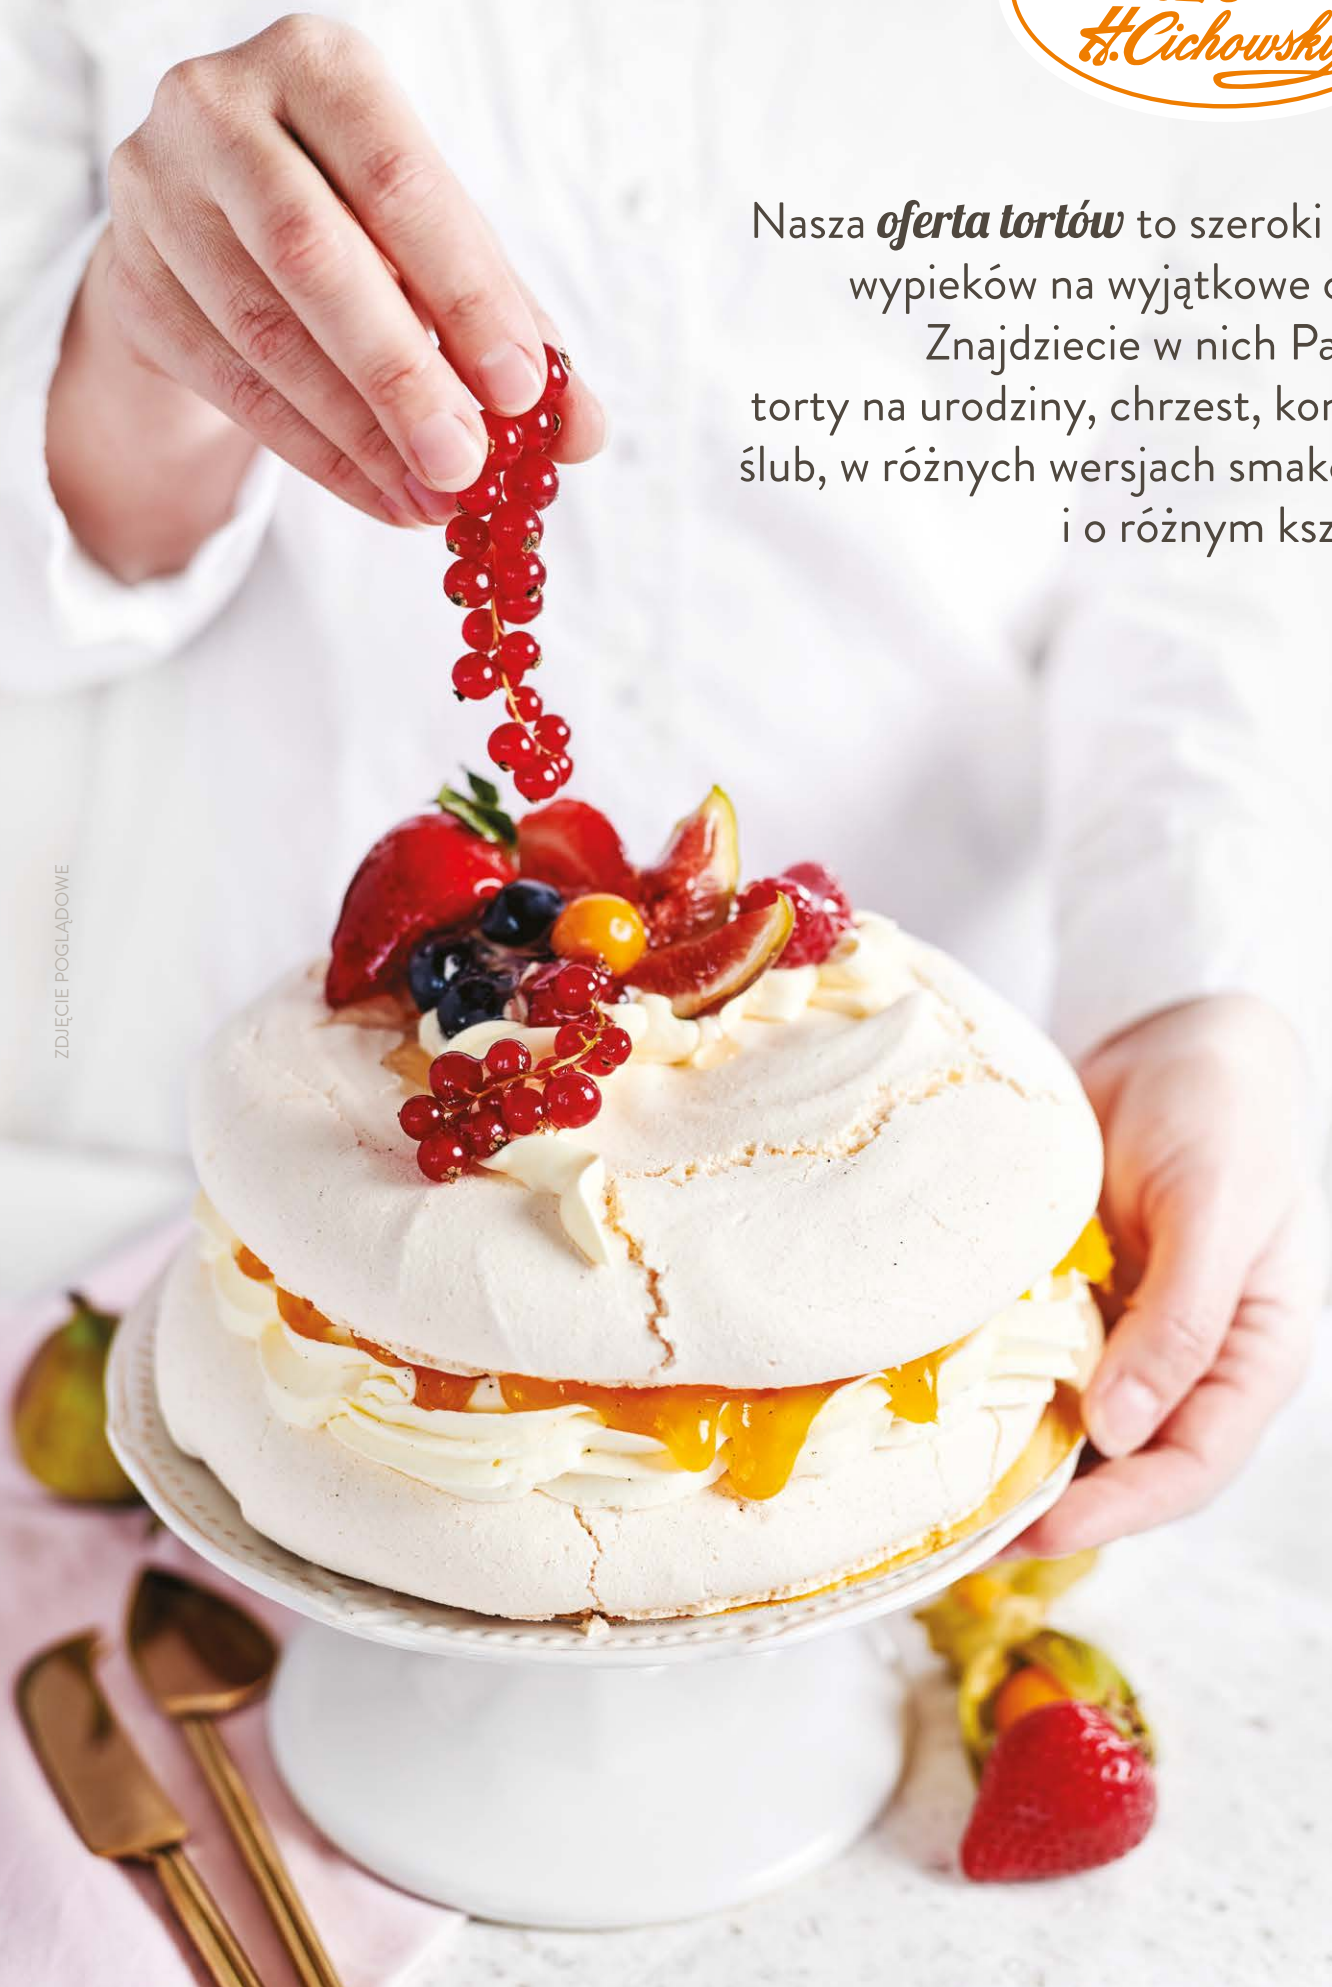 H. Cichowsky
Nasza oferta tortów to szeroki
wypieków na wyjątkowe
Znajdziecie w nich
torty na urodziny, chrzest,
ślub, w różnych wersjach
i o różnym
ZDJĘCIE POGLĄDOWE